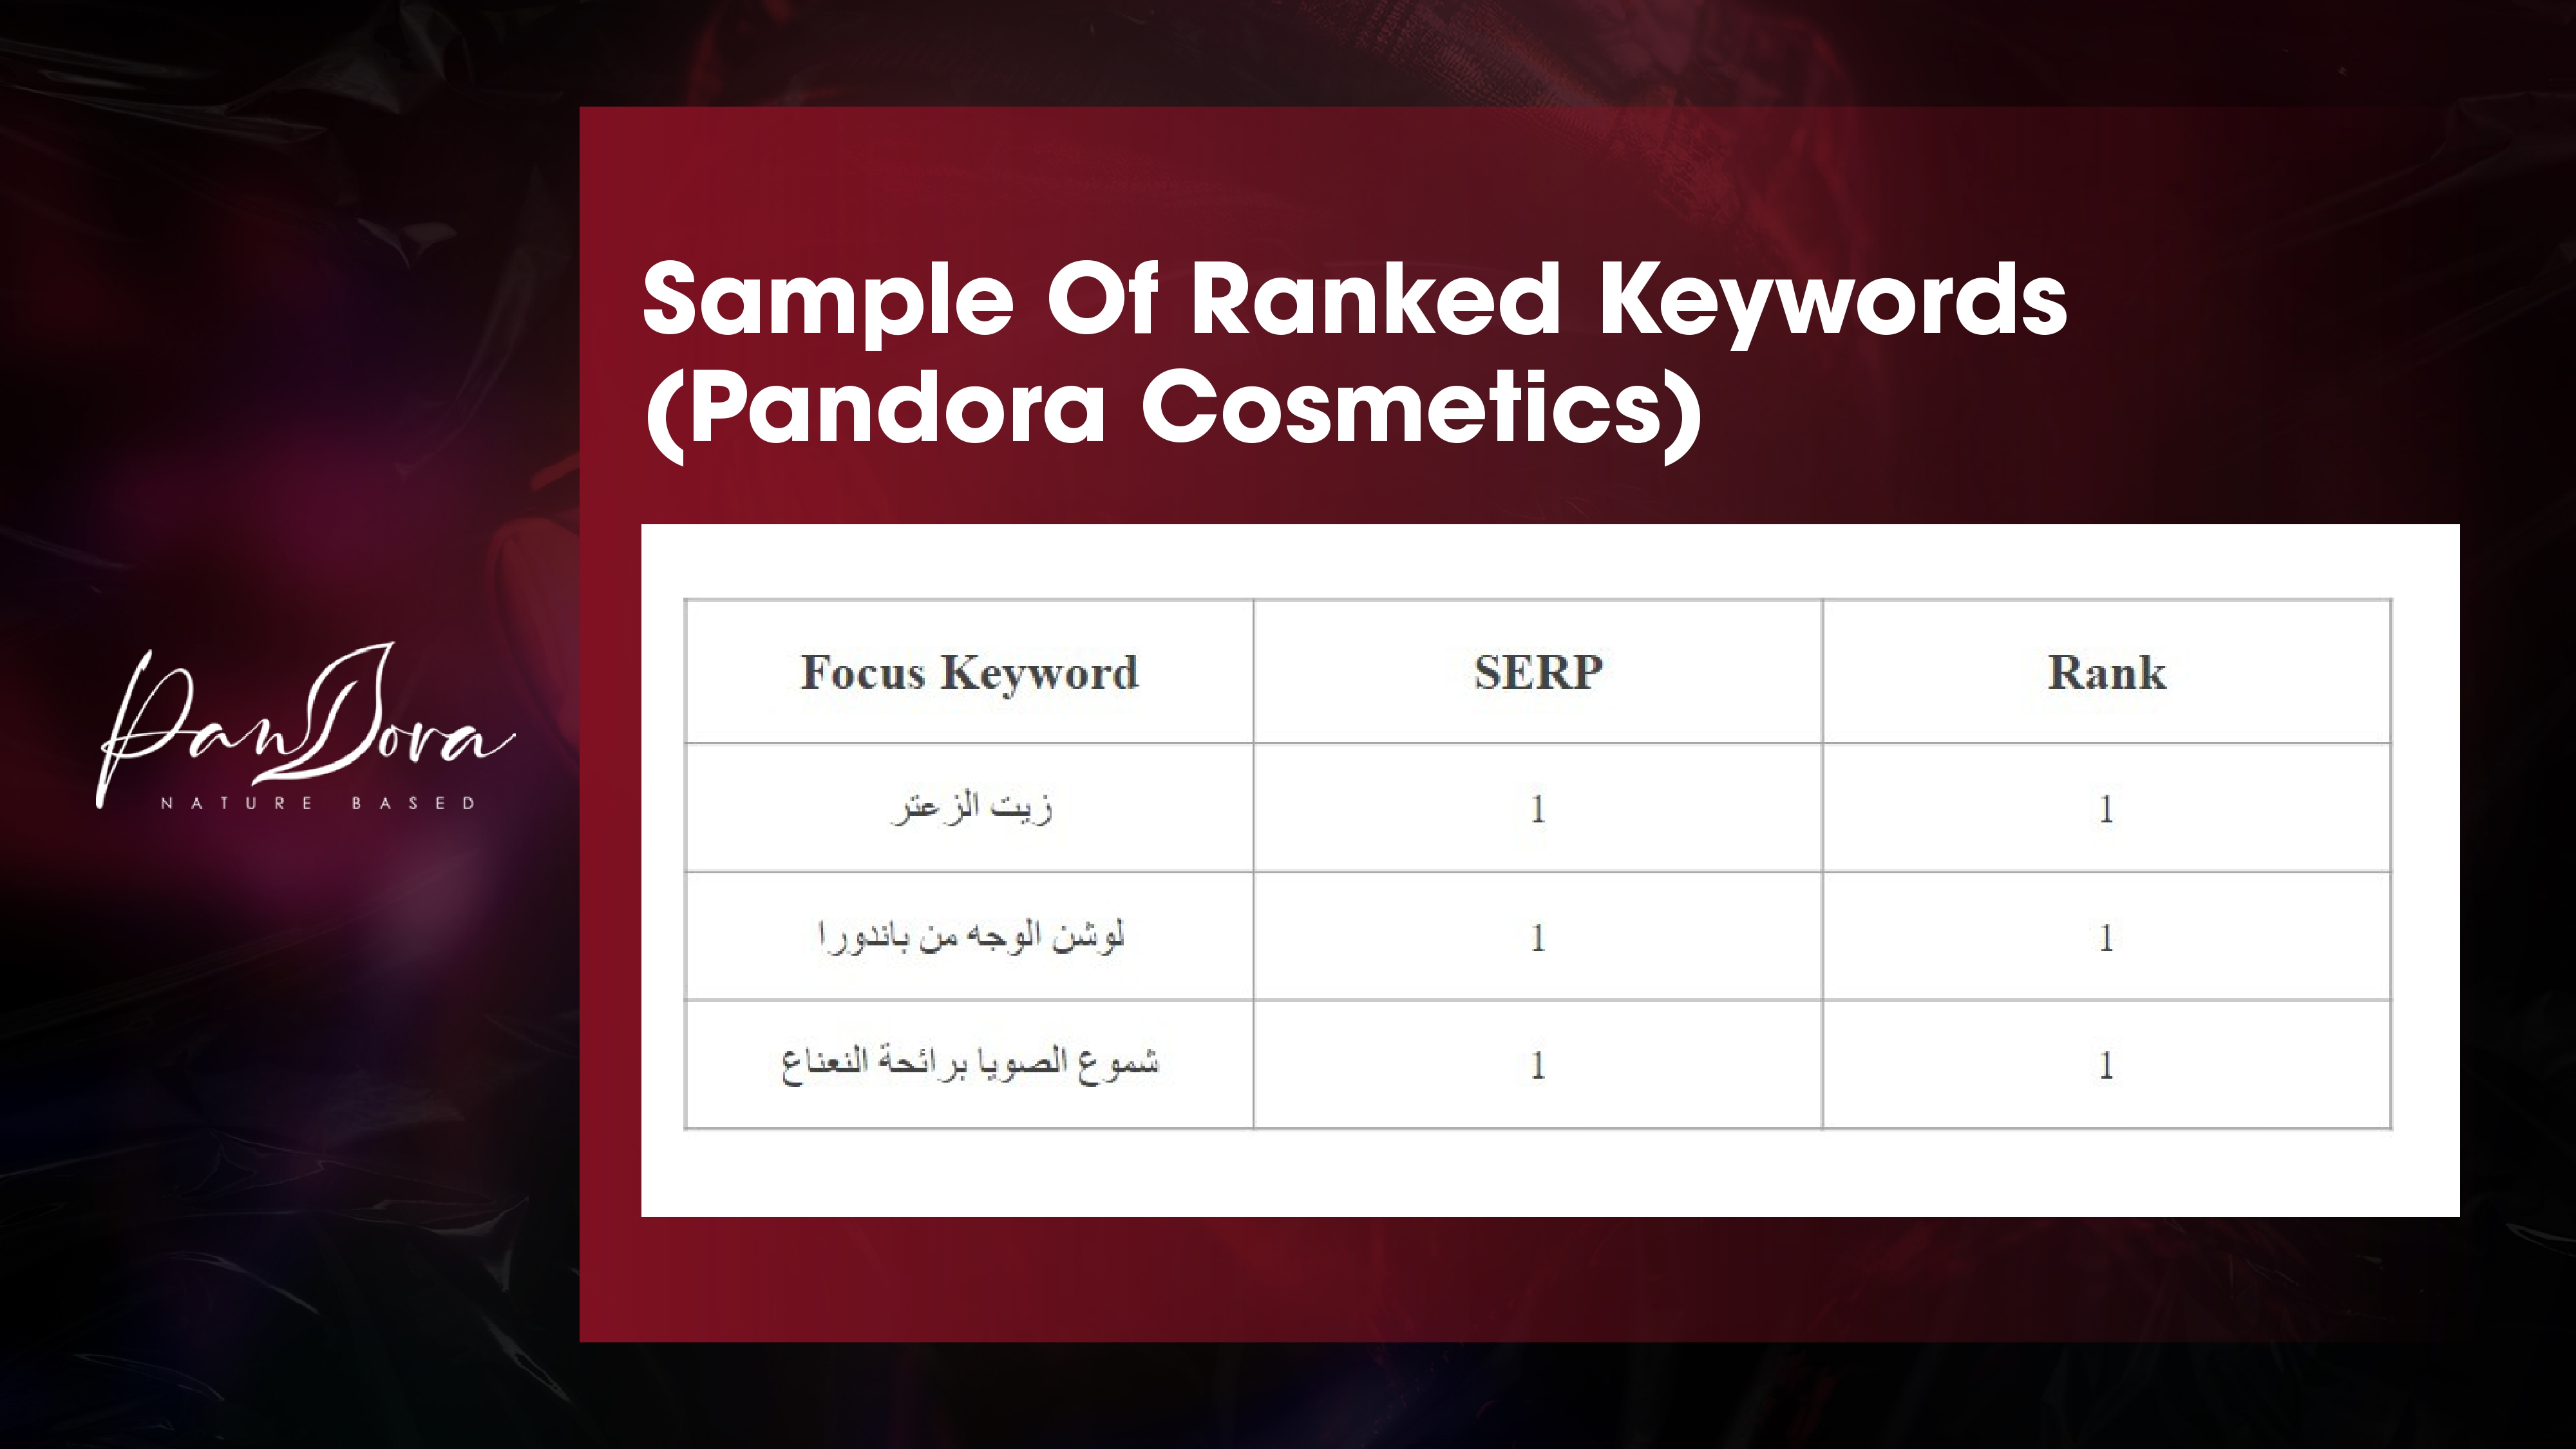 Sample Of Ranked Keywords
(Pandora Cosmetics)
PanDora
NATURE BASED
Focus Keyword SERP Rank
زيت الزعتر 1 1
لوشن الوجه من باندورا 1 1
شموع الصويا برائحة النعناع 1 1